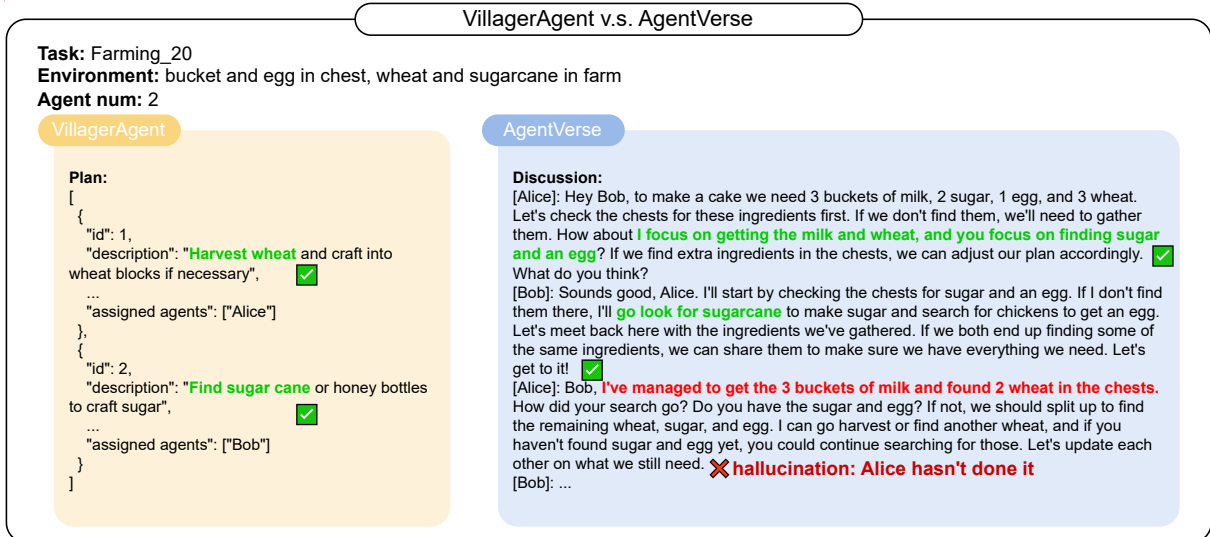 VillagerAgent v.s. AgentVerse
Task: Farming_20
Environment: bucket and egg in chest, wheat and sugarcane in farm
Agent num: 2
VillagerAgent
Plan:
[
{
"id": 1,
"description": "Harvest wheat and craft into
wheat blocks if necessary",
...
"assigned agents": ["Alice"]
},
{
"id": 2,
"description": "Find sugar cane or honey bottles
to craft sugar",
...
"assigned agents": ["Bob"]
}
]
AgentVerse
Discussion:
[Alice]: Hey Bob, to make a cake we need 3 buckets of milk, 2 sugar, 1 egg, and 3 wheat.
Let's check the chests for these ingredients first. If we don't find them, we'll need to gather
them. How about I focus on getting the milk and wheat, and you focus on finding sugar
and an egg? If we find extra ingredients in the chests, we can adjust our plan accordingly.
What do you think?
[Bob]: Sounds good, Alice. I'll start by checking the chests for sugar and an egg. If I don't find
them there, I'll go look for sugarcane to make sugar and search for chickens to get an egg.
Let's meet back here with the ingredients we've gathered. If we both end up finding some of
the same ingredients, we can share them to make sure we have everything we need. Let's
get to it!
[Alice]: Bob, I've managed to get the 3 buckets of milk and found 2 wheat in the chests.
How did your search go? Do you have the sugar and egg? If not, we should split up to find
the remaining wheat, sugar, and egg. I can go harvest or find another wheat, and if you
haven't found sugar and egg yet, you could continue searching for those. Let's update each
other on what we still need. hallucination: Alice hasn't done it
[Bob]: ...